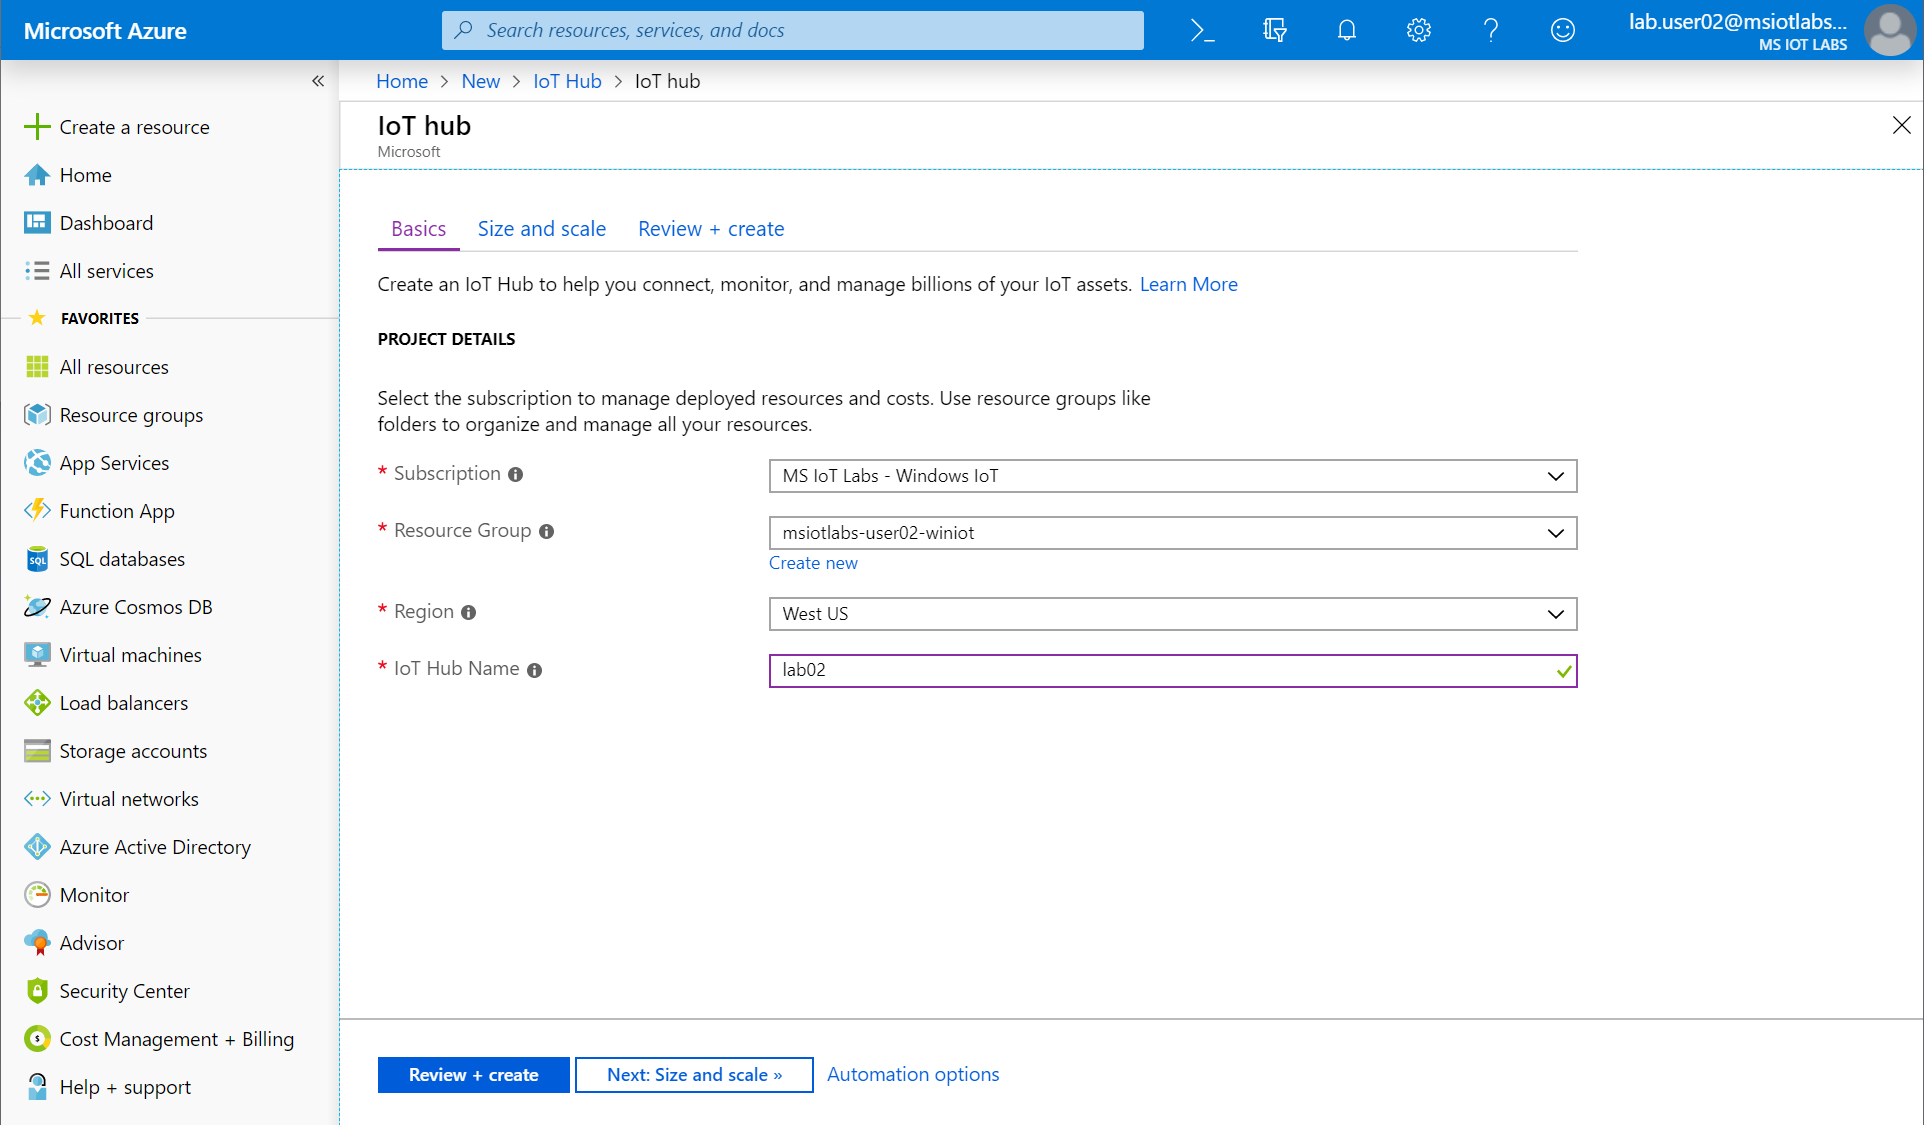 Microsoft Azure
Search resources, services, and docs
lab.user02@msiotlabs...
MS IOT LABS
Create a resource
Home
Dashboard
All services
FAVORITES
All resources
Resource groups
App Services
Function App
SQL databases
Azure Cosmos DB
Virtual machines
Load balancers
Storage accounts
Virtual networks
Azure Active Directory
Monitor
Advisor
Security Center
Cost Management + Billing
Help + support
Home > New > IoT Hub > IoT hub
IoT hub
Microsoft
Basics Size and scale Review + create
Create an IoT Hub to help you connect, monitor, and manage billions of your IoT assets. Learn More
PROJECT DETAILS
Select the subscription to manage deployed resources and costs. Use resource groups like
folders to organize and manage all your resources.
* Subscription MS IoT Labs - Windows IoT
* Resource Group msiotlabs-user02-winiot
Create new
* Region West US
* IoT Hub Name lab02
Review + create Next: Size and scale » Automation options